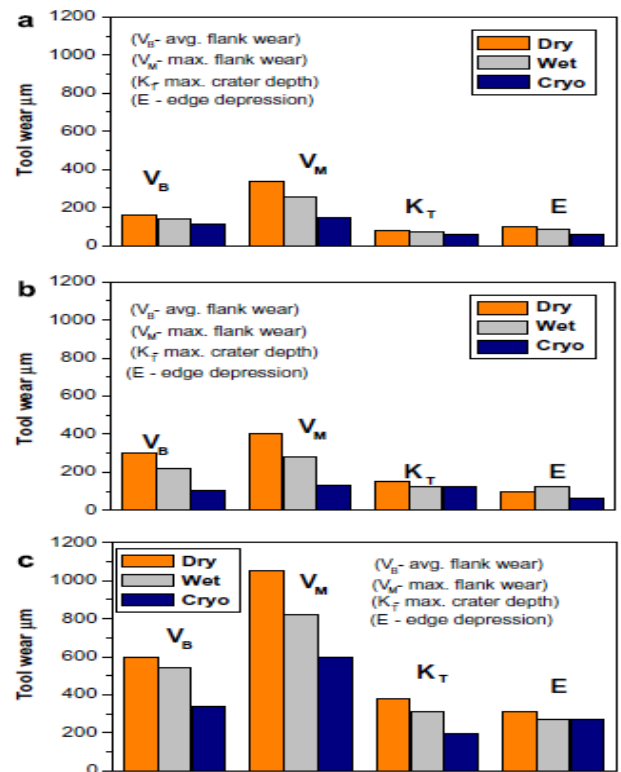 a
1200
1000
800
600
400
200
0
Tool wear µm
(VB- avg. flank wear)
(VM- max. flank wear)
(KT- max. crater depth)
(E - edge depression)
Dry
Wet
Cryo
VB
VM
KT
E
b
1200
1000
800
600
400
200
0
Tool wear µm
(VB- avg. flank wear)
(VM- max. flank wear)
(KT- max. crater depth)
(E - edge depression)
Dry
Wet
Cryo
VB
VM
KT
E
c
1200
1000
800
600
400
200
0
Tool wear µm
Dry
Wet
Cryo
(VB- avg. flank wear)
(VM- max. flank wear)
(KT- max. crater depth)
(E - edge depression)
VB
VM
KT
E